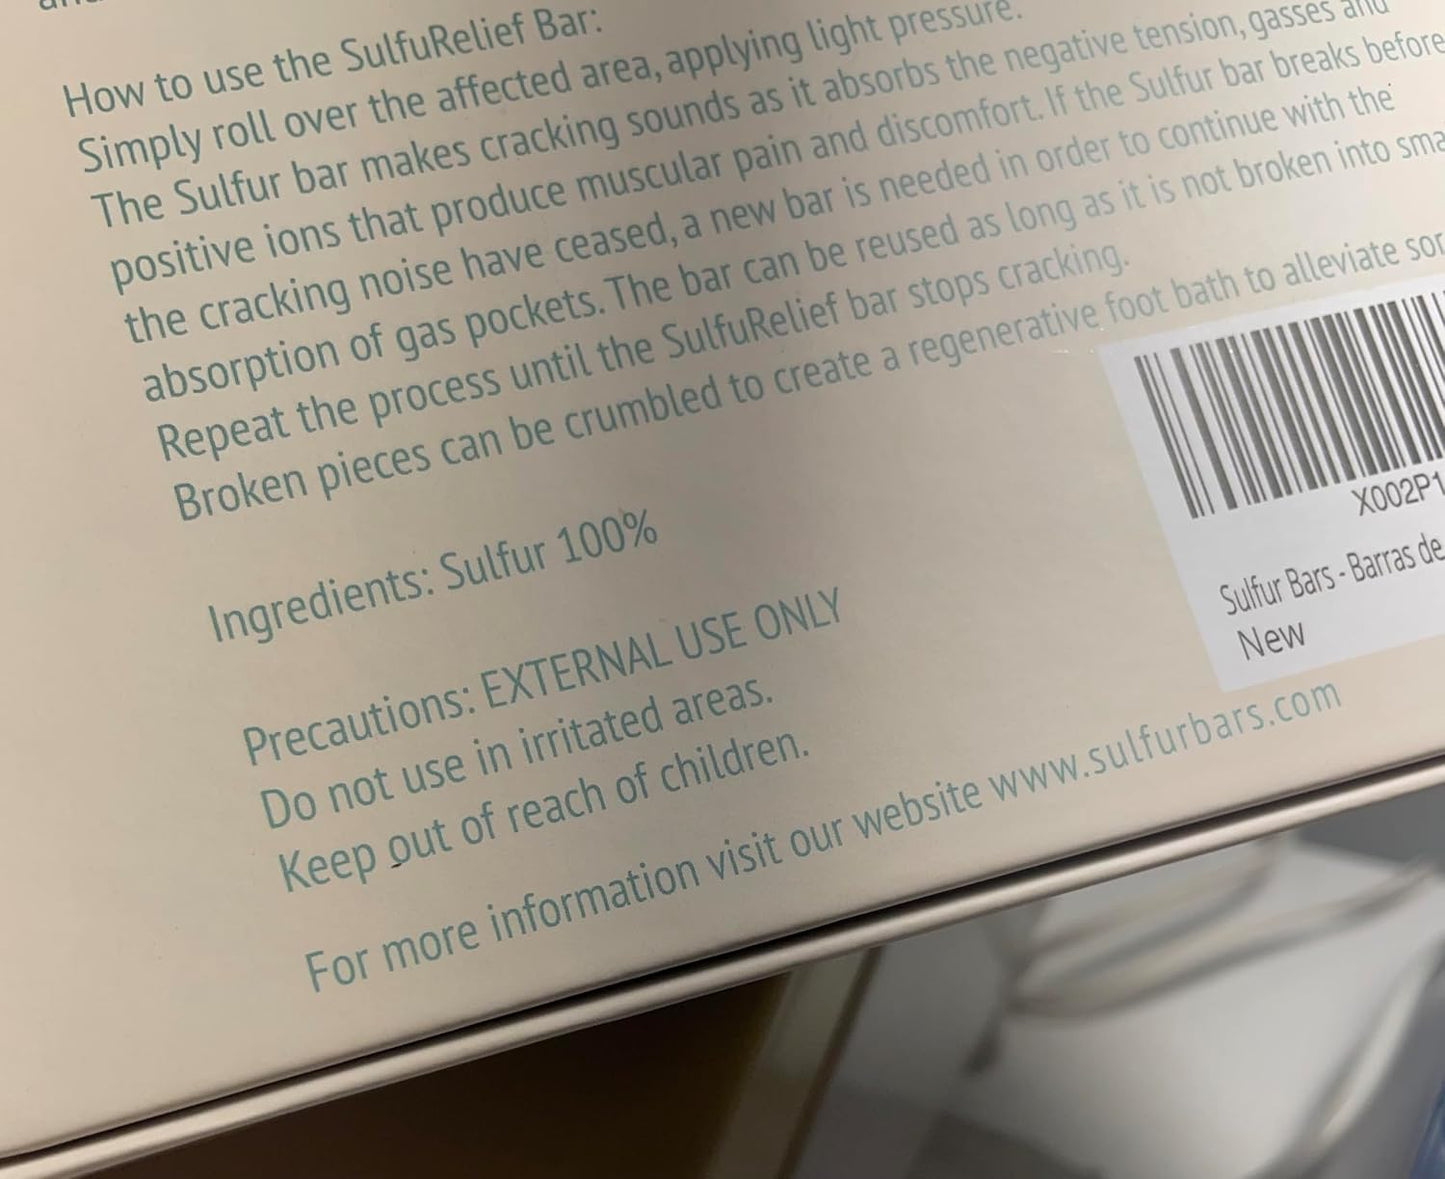 How to use the SulfuRelief Bar:
Simply roll over the affected area, applying light pressure.
The Sulfur bar makes cracking sounds as it absorbs the negative tension, gasses and
positive ions that produce muscular pain and discomfort. If the Sulfur bar breaks before
the cracking noise have ceased, a new bar is needed in order to continue with the
absorption of gas pockets. The bar can be reused as long as it is not broken into
Repeat the process until the SulfuRelief bar stops cracking.
Broken pieces can be crumbled to create a regenerative foot bath to alleviate
Ingredients: Sulfur 100%
Precautions: EXTERNAL USE ONLY
Do not use in irritated areas.
Keep out of reach of children.
For more information visit our website www.sulfurbars.com
X002P1
Sulfur Bars - Barras de
New